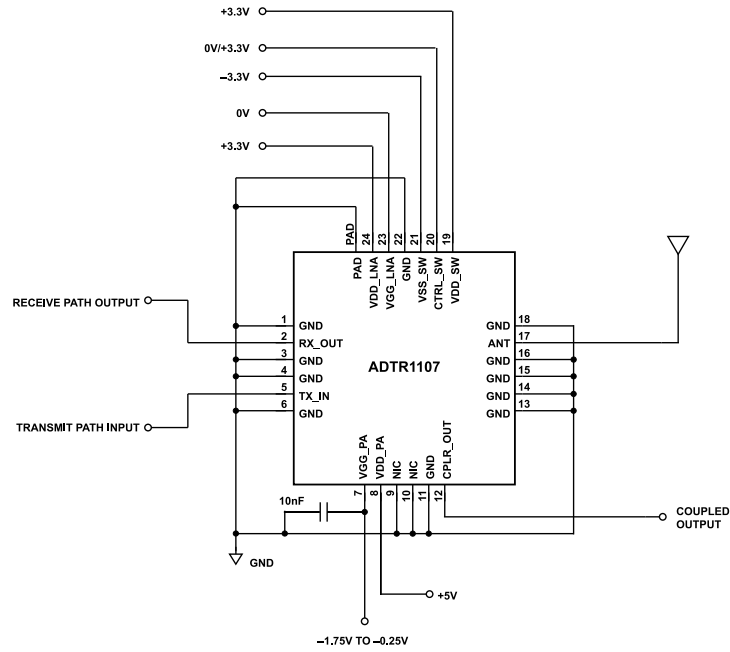 +3.3V
0V/+3.3V
–3.3V
0V
+3.3V
PAD
24
23
22
21
20
19
PAD
VDD_LNA
VGG_LNA
GND
VSS_SW
CTRL_SW
VDD_SW
RECEIVE PATH OUTPUT
TRANSMIT PATH INPUT
1 GND
2 RX_OUT
3 GND
4 GND
5 TX_IN
6 GND
ADTR1107
GND 18
ANT 17
GND 16
GND 15
GND 14
GND 13
VGG_PA
VDD_PA
NIC
NIC
GND
CPLR_OUT
7
8
9
10
11
12
10nF
COUPLED
OUTPUT
GND
+5V
–1.75V TO –0.25V